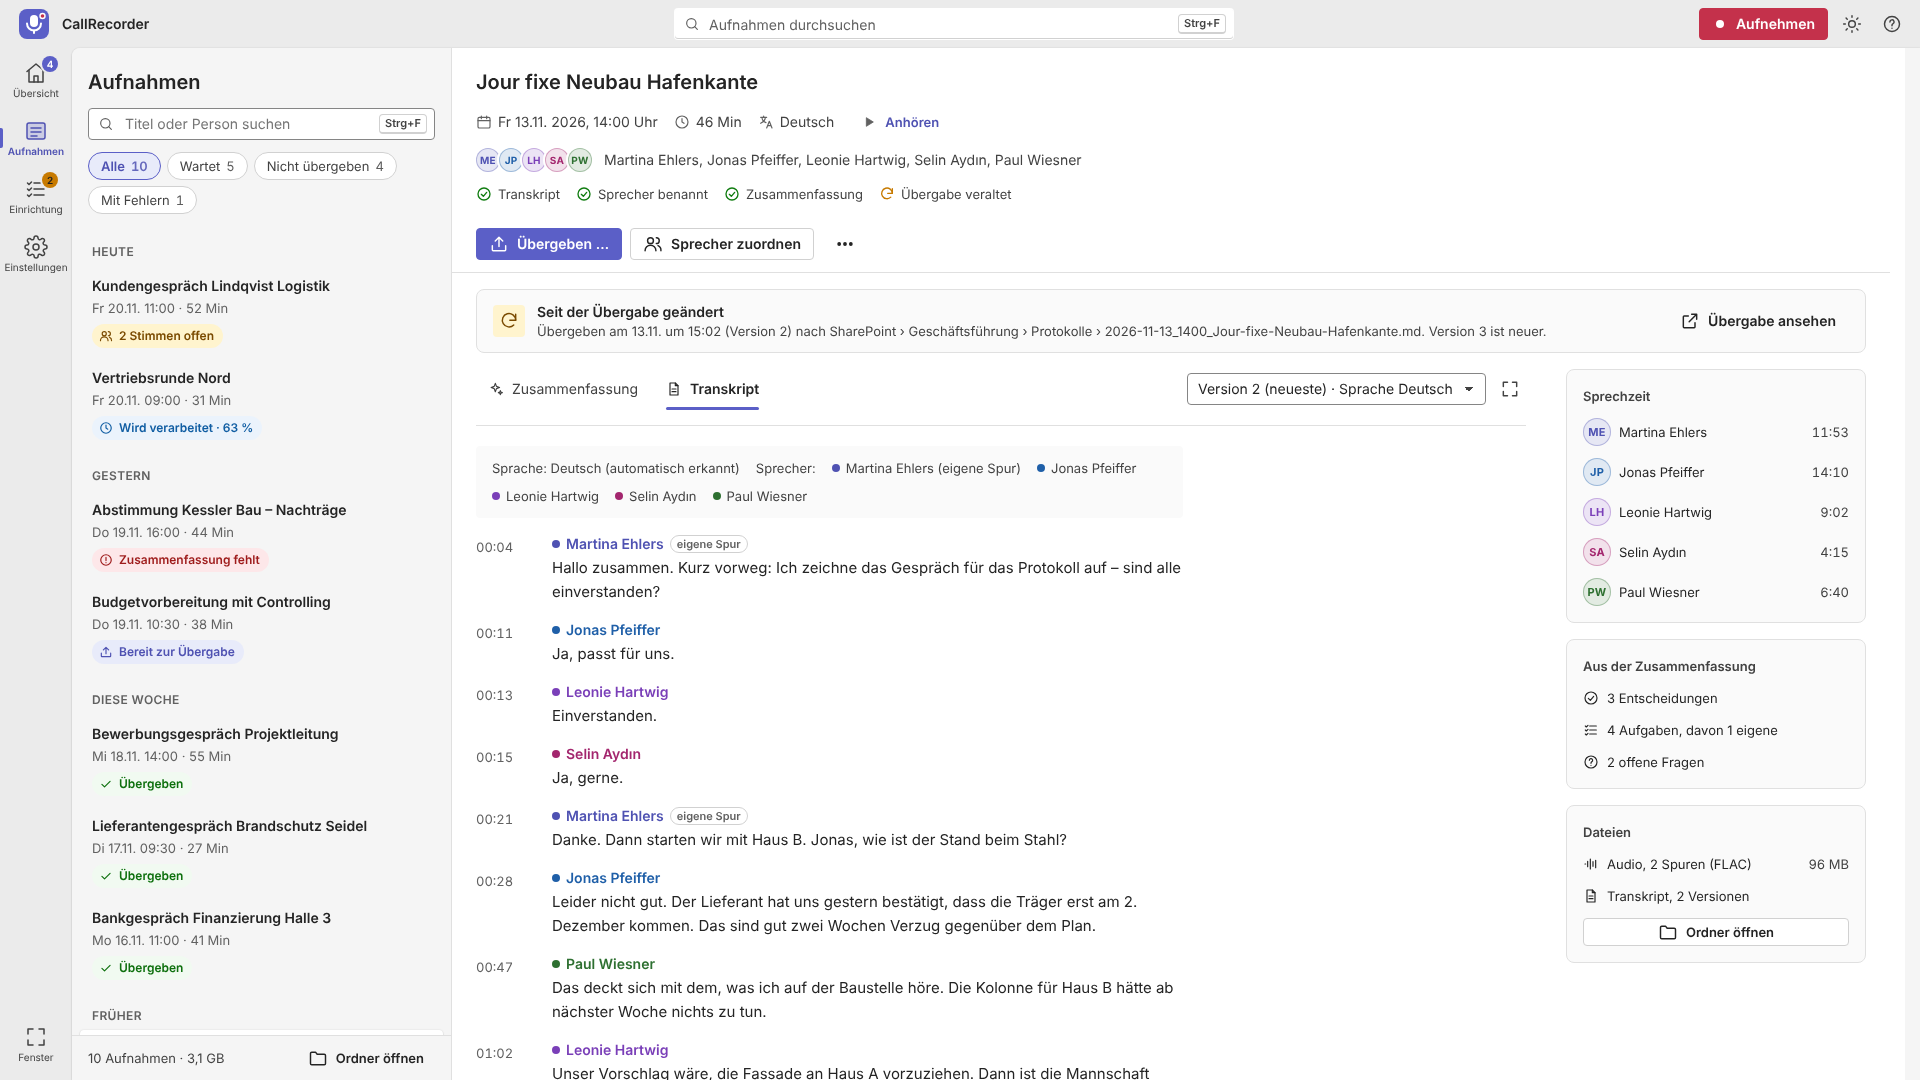 CallRecorder
Aufnahmen durchsuchen
Strg+F
Aufnehmen
4
Übersicht
Aufnahmen
2
Einrichtung
Einstellungen
Fenster
Aufnahmen
Titel oder Person suchen
Strg+F
Alle 10
Wartet 5
Nicht übergeben 4
Mit Fehlern 1
HEUTE
Kundengespräch Lindqvist Logistik
Fr 20.11. 11:00 · 52 Min
2 Stimmen offen
Vertriebsrunde Nord
Fr 20.11. 09:00 · 31 Min
Wird verarbeitet · 63 %
GESTERN
Abstimmung Kessler Bau – Nachträge
Do 19.11. 16:00 · 44 Min
Zusammenfassung fehlt
Budgetvorbereitung mit Controlling
Do 19.11. 10:30 · 38 Min
Bereit zur Übergabe
DIESE WOCHE
Bewerbungsgespräch Projektleitung
Mi 18.11. 14:00 · 55 Min
Übergeben
Lieferantengespräch Brandschutz Seidel
Di 17.11. 09:30 · 27 Min
Übergeben
Bankgespräch Finanzierung Halle 3
Mo 16.11. 11:00 · 41 Min
Übergeben
FRÜHER
10 Aufnahmen · 3,1 GB
Ordner öffnen
Jour fixe Neubau Hafenkante
Fr 13.11. 2026, 14:00 Uhr
46 Min
Deutsch
Anhören
ME JP LH SA PW
Martina Ehlers, Jonas Pfeiffer, Leonie Hartwig, Selin Aydın, Paul Wiesner
Transkript
Sprecher benannt
Zusammenfassung
Übergabe veraltet
Übergeben ...
Sprecher zuordnen
Seit der Übergabe geändert
Übergeben am 13.11. um 15:02 (Version 2) nach SharePoint › Geschäftsführung › Protokolle › 2026-11-13_1400_Jour-fixe-Neubau-Hafenkante.md. Version 3 ist neuer.
Übergabe ansehen
Zusammenfassung
Transkript
Version 2 (neueste) · Sprache Deutsch
Sprache: Deutsch (automatisch erkannt) Sprecher: Martina Ehlers (eigene Spur) Jonas Pfeiffer
Leonie Hartwig Selin Aydın Paul Wiesner
00:04
Martina Ehlers eigene Spur
Hallo zusammen. Kurz vorweg: Ich zeichne das Gespräch für das Protokoll auf – sind alle
einverstanden?
00:11
Jonas Pfeiffer
Ja, passt für uns.
00:13
Leonie Hartwig
Einverstanden.
00:15
Selin Aydın
Ja, gerne.
00:21
Martina Ehlers eigene Spur
Danke. Dann starten wir mit Haus B. Jonas, wie ist der Stand beim Stahl?
00:28
Jonas Pfeiffer
Leider nicht gut. Der Lieferant hat uns gestern bestätigt, dass die Träger erst am 2.
Dezember kommen. Das sind gut zwei Wochen Verzug gegenüber dem Plan.
00:47
Paul Wiesner
Das deckt sich mit dem, was ich auf der Baustelle höre. Die Kolonne für Haus B hätte ab
nächster Woche nichts zu tun.
01:02
Leonie Hartwig
Unser Vorschlag wäre, die Fassade an Haus A vorzuziehen. Dann ist die Mannschaft
Sprechzeit
ME Martina Ehlers 11:53
JP Jonas Pfeiffer 14:10
LH Leonie Hartwig 9:02
SA Selin Aydın 4:15
PW Paul Wiesner 6:40
Aus der Zusammenfassung
3 Entscheidungen
4 Aufgaben, davon 1 eigene
2 offene Fragen
Dateien
Audio, 2 Spuren (FLAC) 96 MB
Transkript, 2 Versionen
Ordner öffnen